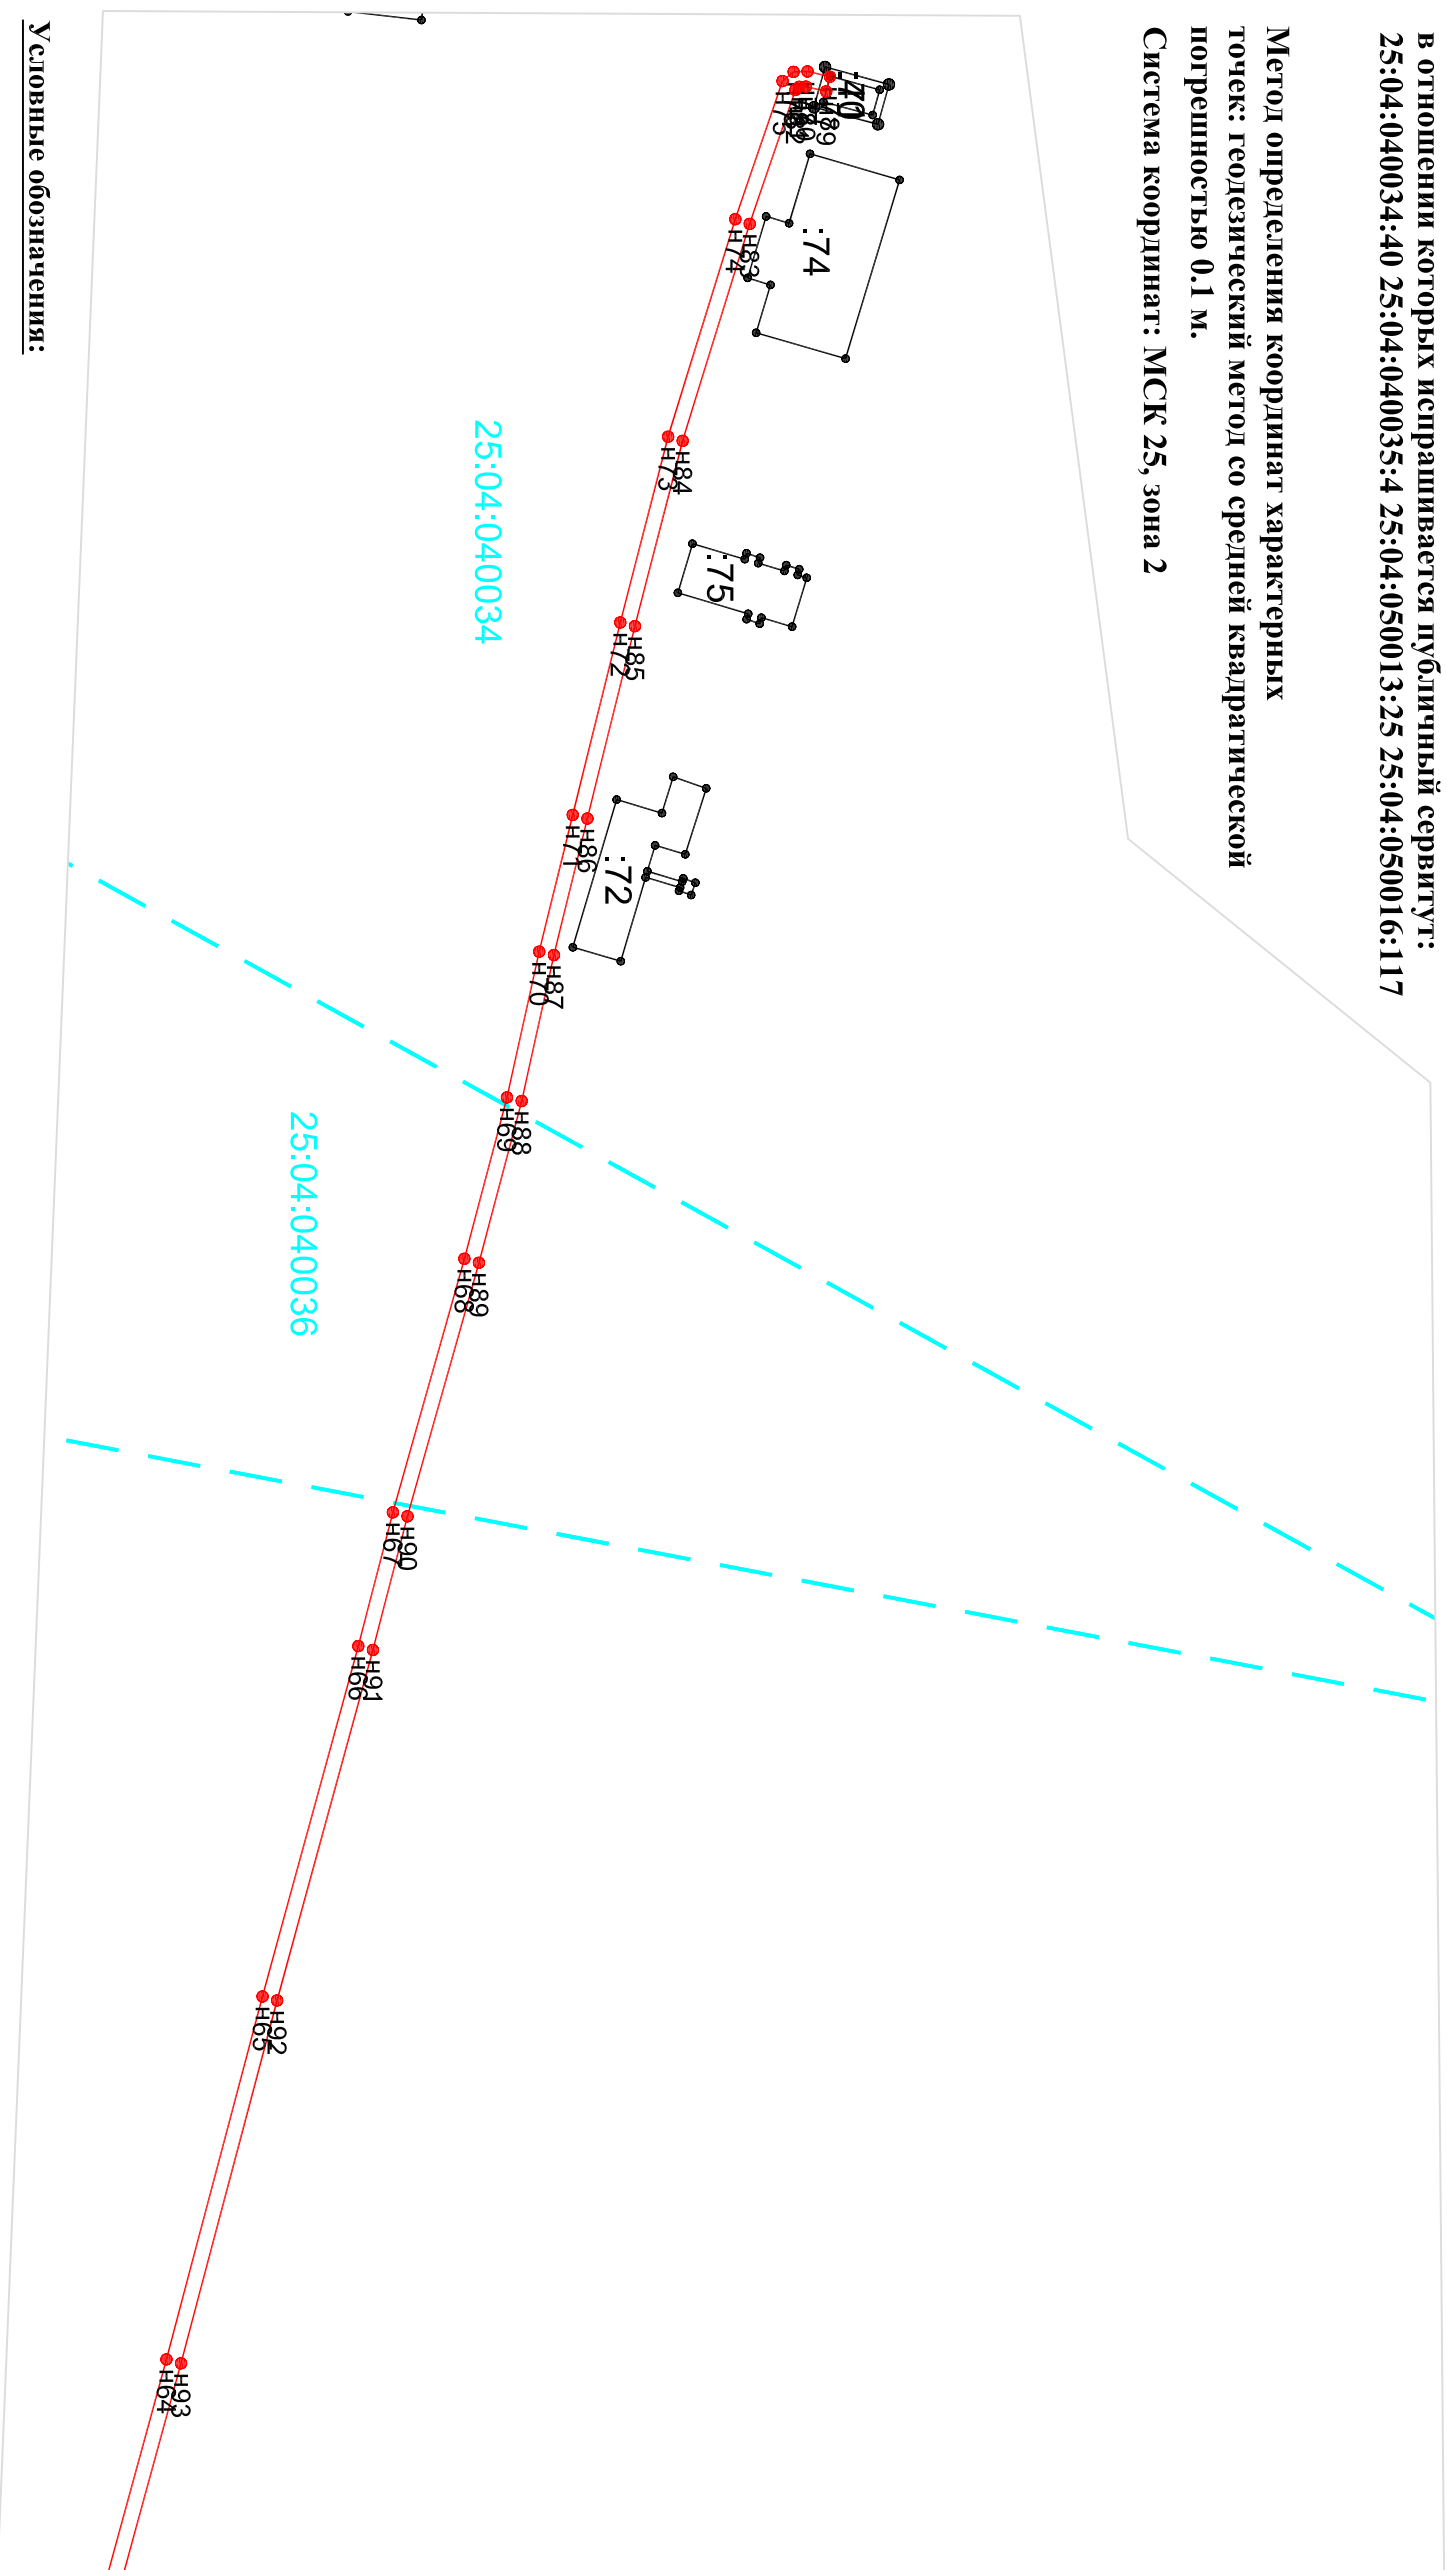 в отношении которых испрашивается публичный сервитут:
25:04:040034:40 25:04:040035:4 25:04:050013:25 25:04:050016:117
Метод определения координат характерных
точек: геодезический метод со средней квадратической
погрешностью 0.1 м.
Система координат: МСК 25, зона 2
:40
н75
:74
н74
н83
н73
н84
:75
н72
н85
н71
н86
:72
н70
н87
25:04:040034
н69
н88
н68
н89
25:04:040036
н67
н90
н66
н91
н65
н92
н64
н93
Условные обозначения: